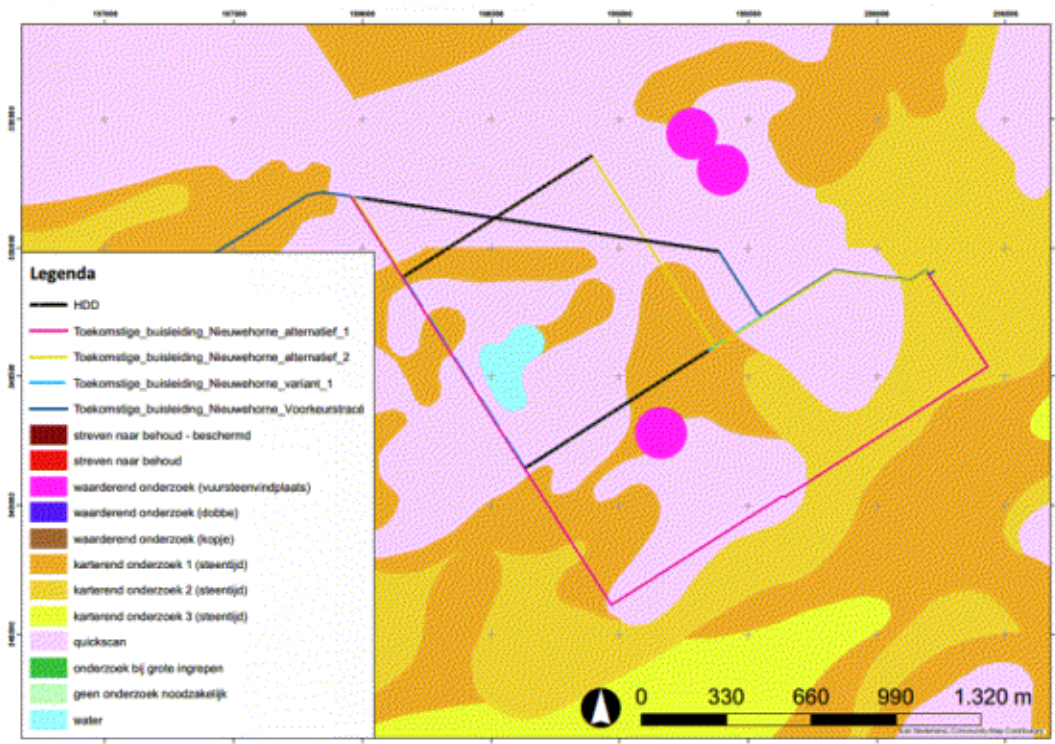 Legenda
HDD
Toekomstige_buisleiding_Nieuwehorne_alternatief_1
Toekomstige_buisleiding_Nieuwehorne_alternatief_2
Toekomstige_buisleiding_Nieuwehorne_variant_1
Toekomstige_buisleiding_Nieuwehorne_Voorkeurstracé
streven naar behoud - beschermd
streven naar behoud
waarderend onderzoek (vuursteenvindplaats)
waarderend onderzoek (dobbe)
waarderend onderzoek (kopje)
karterend onderzoek 1 (steentijd)
karterend onderzoek 2 (steentijd)
karterend onderzoek 3 (steentijd)
quickscan
onderzoek bij grote ingrepen
geen onderzoek noodzakelijk
water
0 330 660 990 1.320 m